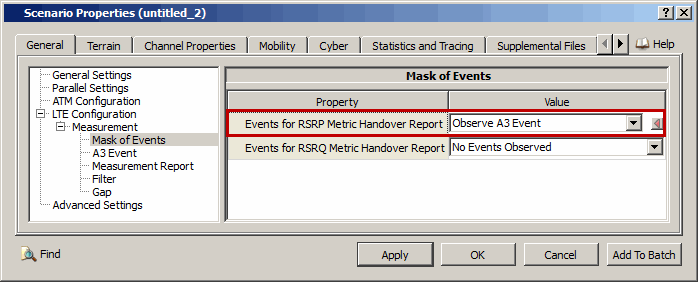 Scenario Properties (untitled_2)
General Terrain Channel Properties Mobility Cyber Statistics and Tracing Supplemental Files Help
General Settings
Parallel Settings
ATM Configuration
LTE Configuration
Measurement
Mask of Events
A3 Event
Measurement Report
Filter
Gap
Advanced Settings
Mask of Events
Property Value
Events for RSRP Metric Handover Report Observe A3 Event
Events for RSRQ Metric Handover Report No Events Observed
Find Apply OK Cancel Add To Batch